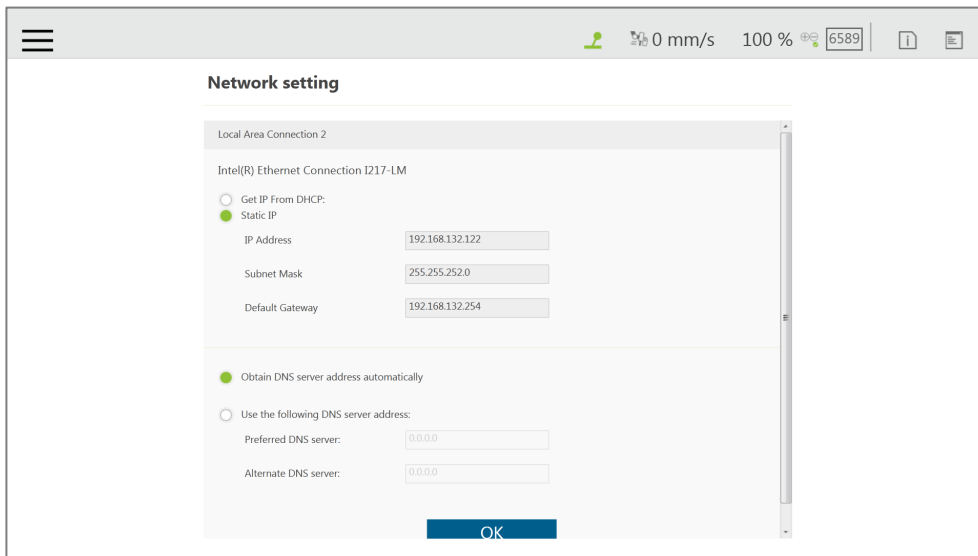 0 mm/s 100 % 6589
Network setting
Local Area Connection 2
Intel(R) Ethernet Connection I217-LM
Get IP From DHCP:
Static IP
IP Address 192.168.132.122
Subnet Mask 255.255.252.0
Default Gateway 192.168.132.254
Obtain DNS server address automatically
Use the following DNS server address:
Preferred DNS server: 0.0.0.0
Alternate DNS server: 0.0.0.0
OK